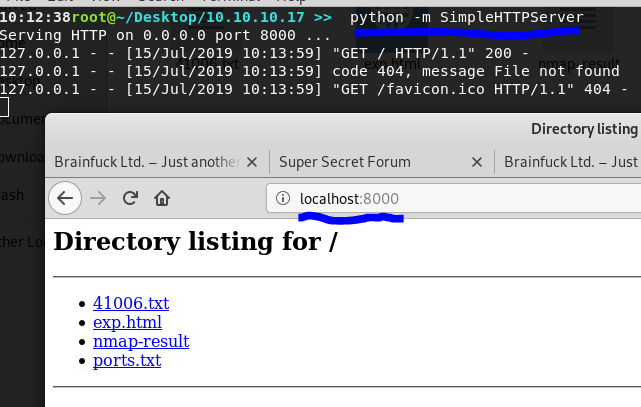 10:12:38root@~/Desktop/10.10.10.17 >> python -m SimpleHTTPServer
Serving HTTP on 0.0.0.0 port 8000 ...
127.0.0.1 - - [15/Jul/2019 10:13:59] "GET / HTTP/1.1" 200 -
127.0.0.1 - - [15/Jul/2019 10:13:59] code 404, message File not found
127.0.0.1 - - [15/Jul/2019 10:13:59] "GET /favicon.ico HTTP/1.1" 404 -
Directory listing
Brainfuck Ltd. – Just another
Super Secret Forum
Brainfuck Ltd. – Just
localhost:8000
Directory listing for /
41006.txt
exp.html
nmap-result
ports.txt